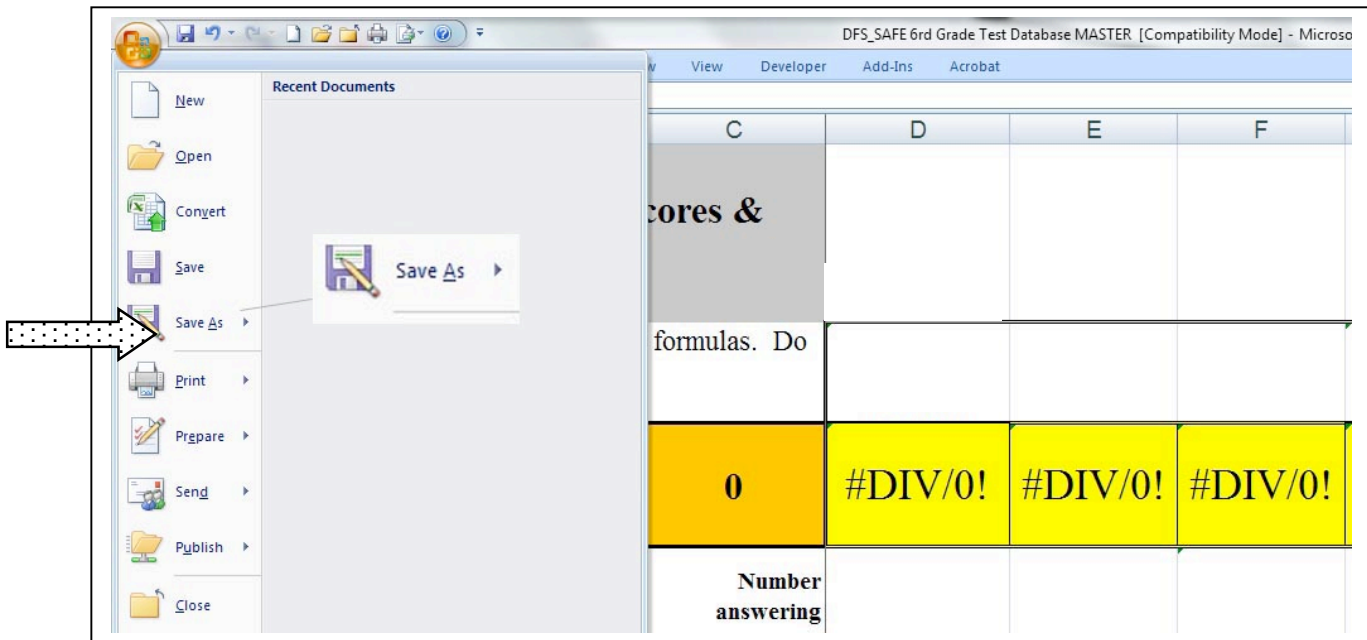 DFS_SAFE 6rd Grade Test Database MASTER [Compatibility Mode] - Microso
View Developer Add-Ins Acrobat
New
Open
Convert
Save
Save As
Print
Prepare
Send
Publish
Close
Recent Documents
Save As
C D E F
cores &
formulas. Do
0 #DIV/0! #DIV/0! #DIV/0!
Number
answering